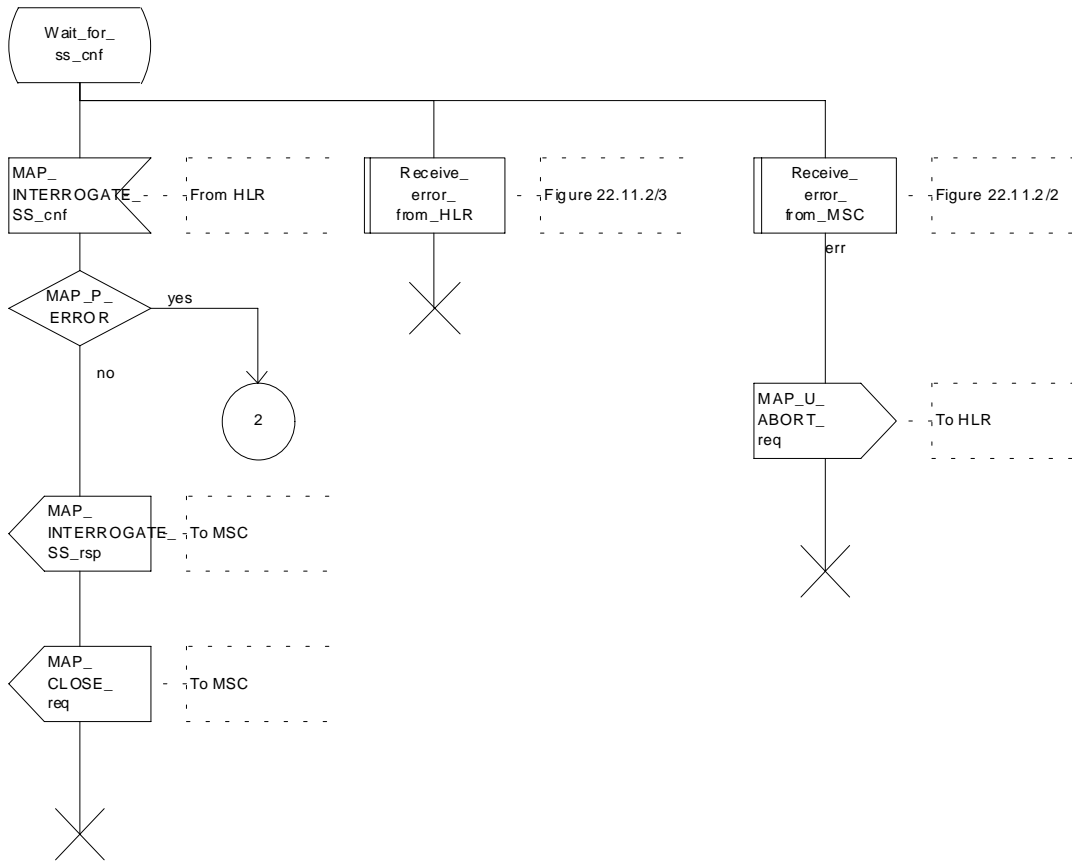 Wait_for_
ss_cnf
MAP_
INTERROGATE_
SS_cnf
From HLR
Receive_
error_
from_HLR
Figure 22.11.2/3
Receive_
error_
from_MSC
Figure 22.11.2/2
err
MAP_P_
ERROR
yes
no
2
MAP_U_
ABORT_
req
To HLR
MAP_
INTERROGATE_
SS_rsp
To MSC
MAP_
CLOSE_
req
To MSC